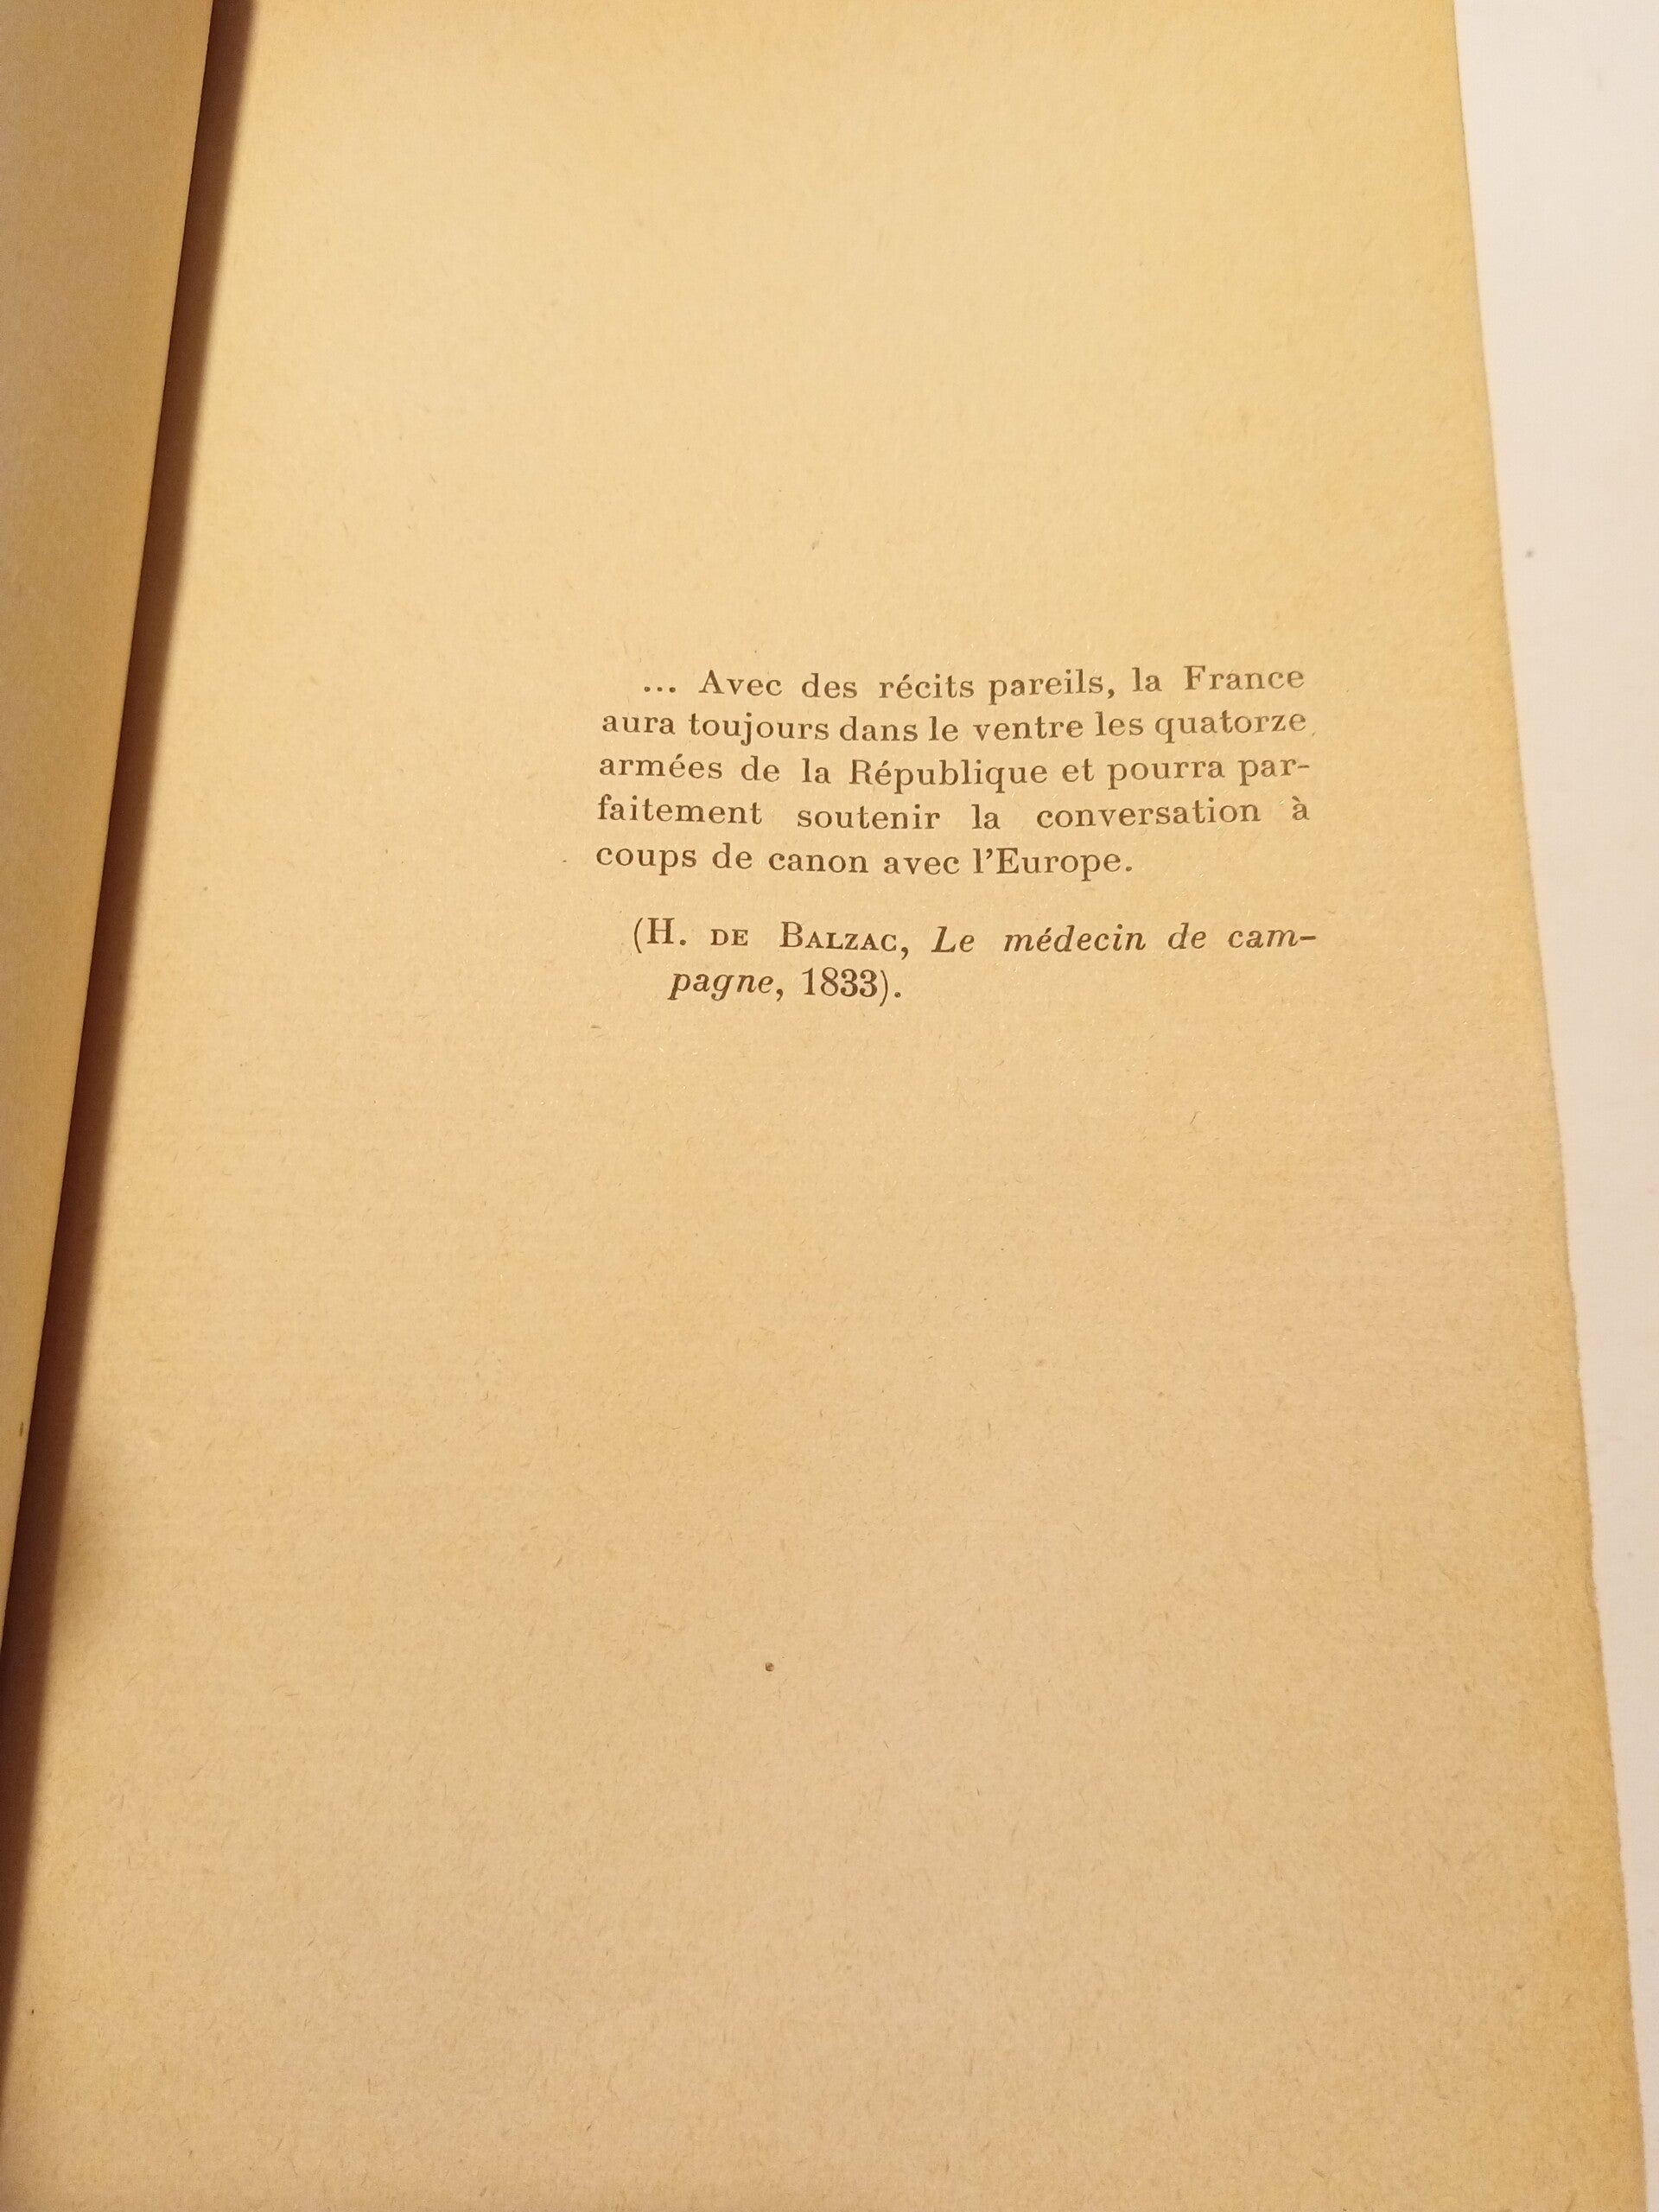 ... Avec des récits pareils, la France
aura toujours dans le ventre les quatorze
armées de la République et pourra par-
faitement soutenir la conversation à
coups de canon avec l'Europe.
(H. DE BALZAC, Le médecin de cam-
pagne, 1833).